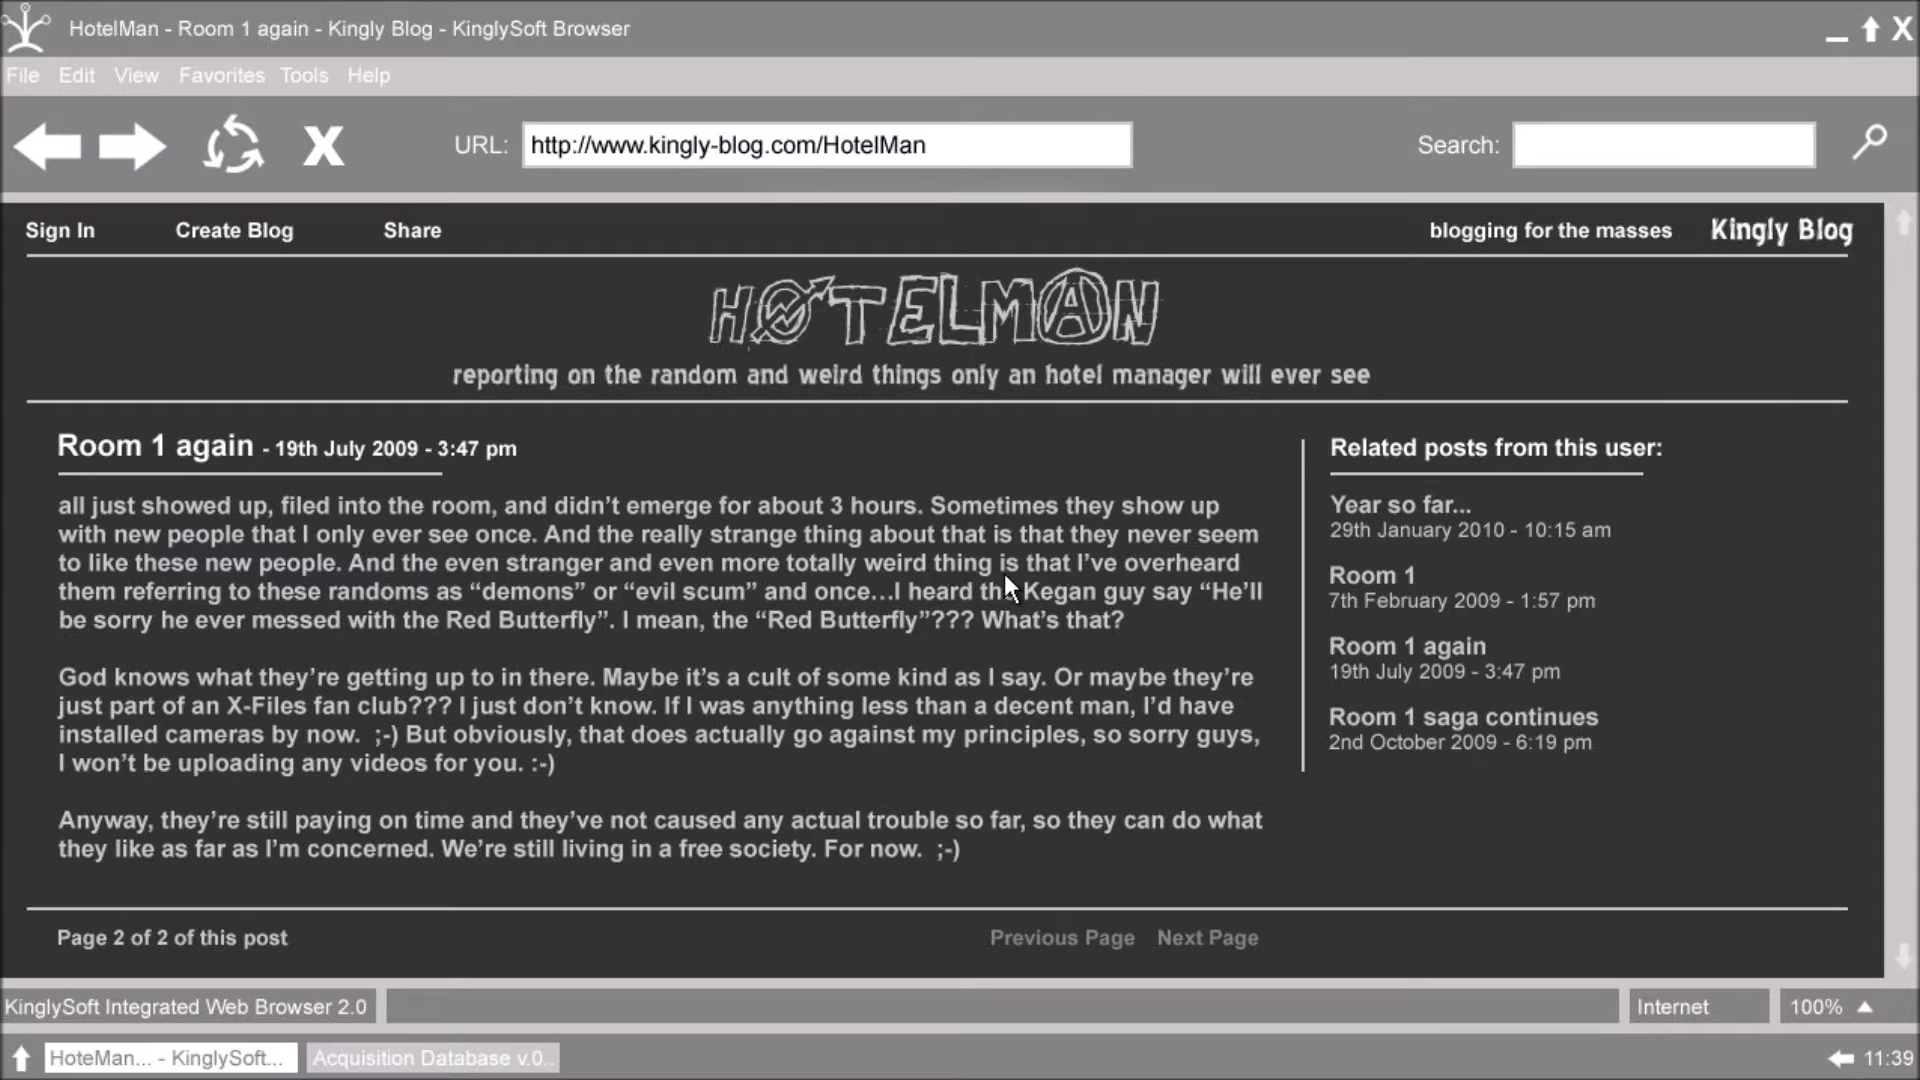 HotelMan - Room 1 again - Kingly Blog - KinglySoft Browser
File Edit View Favorites Tools Help
URL: http://www.kingly-blog.com/HotelMan Search:
Sign In Create Blog Share blogging for the masses Kingly Blog
HOTELMAN
reporting on the random and weird things only an hotel manager will ever see
Room 1 again - 19th July 2009 - 3:47 pm
all just showed up, filed into the room, and didn't emerge for about 3 hours. Sometimes they show up
with new people that I only ever see once. And the really strange thing about that is that they never seem
to like these new people. And the even stranger and even more totally weird thing is that I've overheard
them referring to these randoms as “demons” or “evil scum” and once...I heard the Kegan guy say “He'll
be sorry he ever messed with the Red Butterfly”. I mean, the “Red Butterfly”??? What's that?
God knows what they're getting up to in there. Maybe it's a cult of some kind as I say. Or maybe they're
just part of an X-Files fan club??? I just don't know. If I was anything less than a decent man, I'd have
installed cameras by now. ;-) But obviously, that does actually go against my principles, so sorry guys,
I won't be uploading any videos for you. :-)
Anyway, they're still paying on time and they've not caused any actual trouble so far, so they can do what
they like as far as I'm concerned. We're still living in a free society. For now. ;-)
Related posts from this user:
Year so far...
29th January 2010 - 10:15 am
Room 1
7th February 2009 - 1:57 pm
Room 1 again
19th July 2009 - 3:47 pm
Room 1 saga continues
2nd October 2009 - 6:19 pm
Page 2 of 2 of this post Previous Page Next Page
KinglySoft Integrated Web Browser 2.0 Internet 100%
HoteMan... - KinglySoft... Acquisition Database v.0.. 11:39